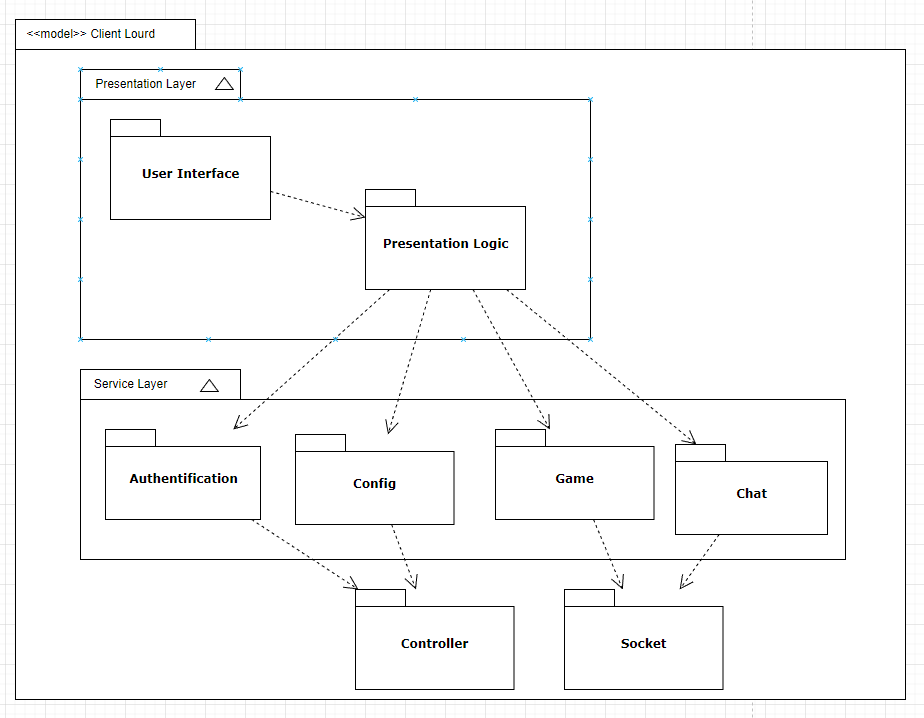 <<model>> Client Lourd
Presentation Layer
User Interface
Presentation Logic
Service Layer
Authentification
Config
Game
Chat
Controller
Socket